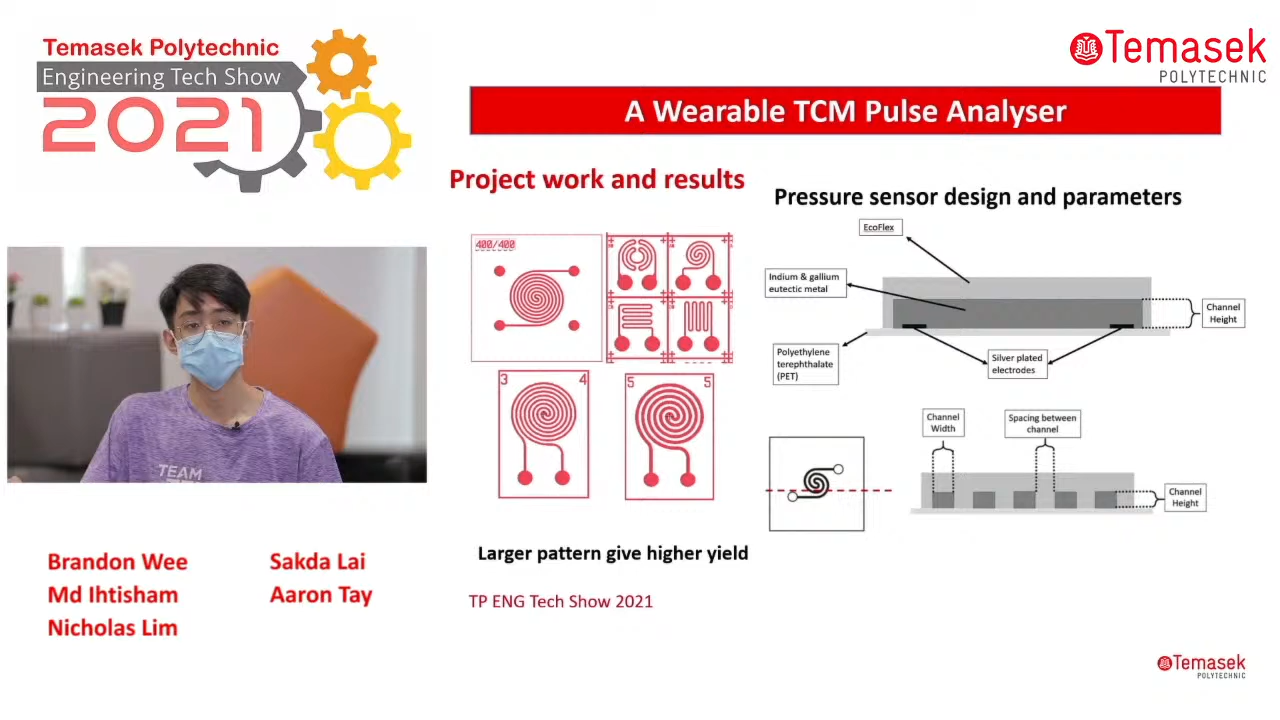 Temasek Polytechnic
Engineering Tech Show
2021
Temasek
POLYTECHNIC
A Wearable TCM Pulse Analyser
Project work and results
Pressure sensor design and parameters
400/400
3 4
5 5
EcoFlex
Indium & gallium
eutectic metal
Channel
Height
Polyethylene
terephthalate
(PET)
Silver plated
electrodes
Channel
Width
Spacing between
channel
Channel
Height
TEAM
Larger pattern give higher yield
TP ENG Tech Show 2021
Brandon Wee
Md Ihtisham
Nicholas Lim
Sakda Lai
Aaron Tay
Temasek
POLYTECHNIC